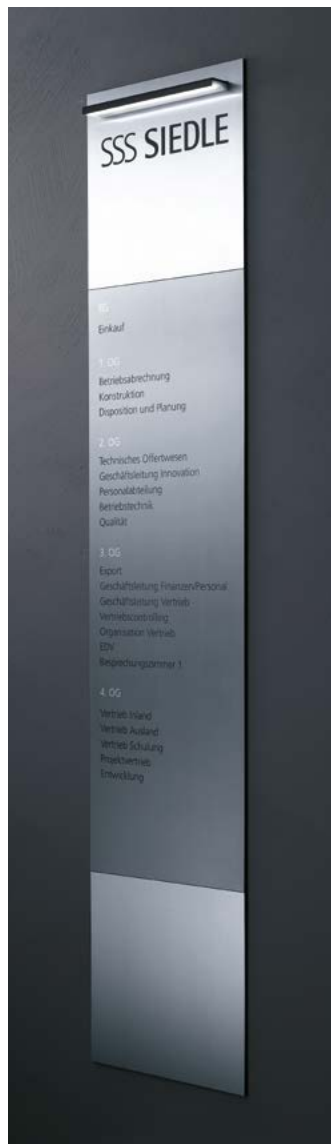 SSS SIEDLE
EG
Einkauf
1. OG
Betriebsabrechnung
Konstruktion
Disposition und Planung
2. OG
Technisches Offertwesen
Geschäftsleitung Innovation
Personalabteilung
Betriebstechnik
Qualität
3. OG
Export
Geschäftsleitung Finanzen/Personal
Geschäftsleitung Vertrieb
Vertriebscontrolling
Organisation Vertrieb
EDV
Besprechungszimmer 1
4. OG
Vertrieb Inland
Vertrieb Ausland
Vertrieb Schulung
Projektvertrieb
Entwicklung